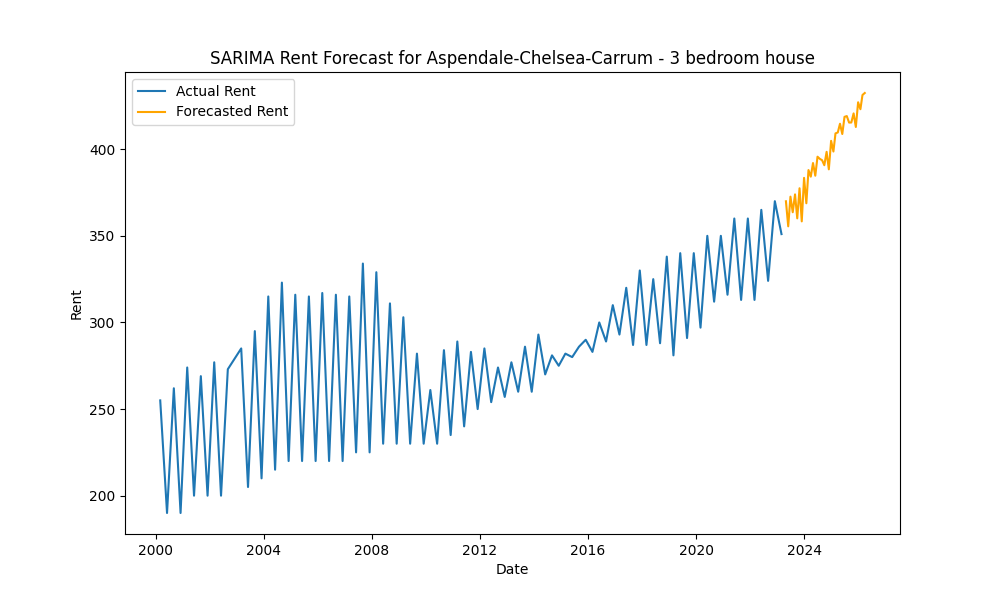 SARIMA Rent Forecast for Aspendale-Chelsea-Carrum - 3 bedroom house
Actual Rent
Forecasted Rent
Rent
400
350
300
250
200
2000 2004 2008 2012 2016 2020 2024
Date